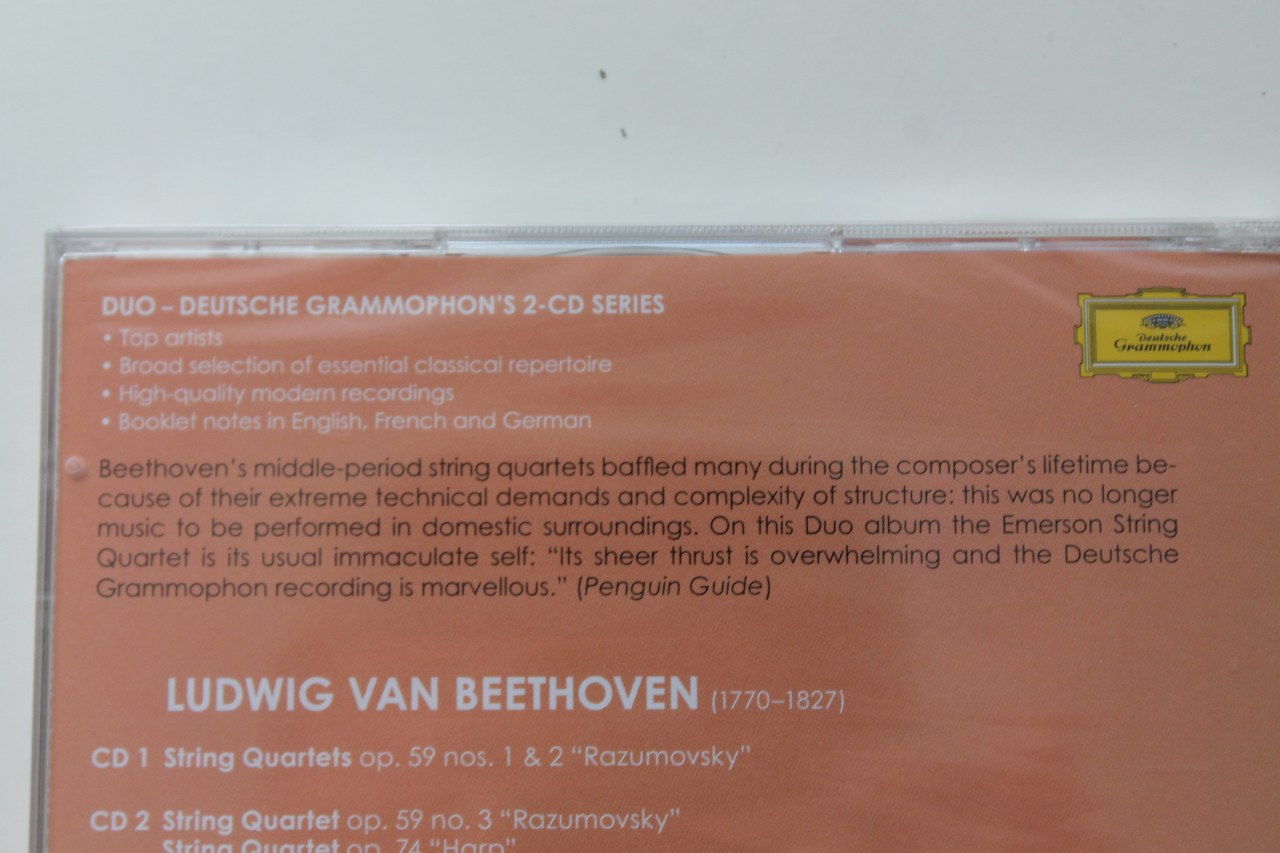 DUO – DEUTSCHE GRAMMOPHON'S 2-CD SERIES
• Top artists
• Broad selection of essential classical repertoire
• High-quality modern recordings
• Booklet notes in English, French and German
Deutsche
Grammophon
Beethoven's middle-period string quartets baffled many during the composer's lifetime be-
cause of their extreme technical demands and complexity of structure: this was no longer
music to be performed in domestic surroundings. On this Duo album the Emerson String
Quartet is its usual immaculate self: “Its sheer thrust is overwhelming and the Deutsche
Grammophon recording is marvellous.” (Penguin Guide)
LUDWIG VAN BEETHOVEN (1770–1827)
CD 1 String Quartets op. 59 nos. 1 & 2 “Razumovsky”
CD 2 String Quartet op. 59 no. 3 “Razumovsky”
String Quartet op. 74 “Harp”